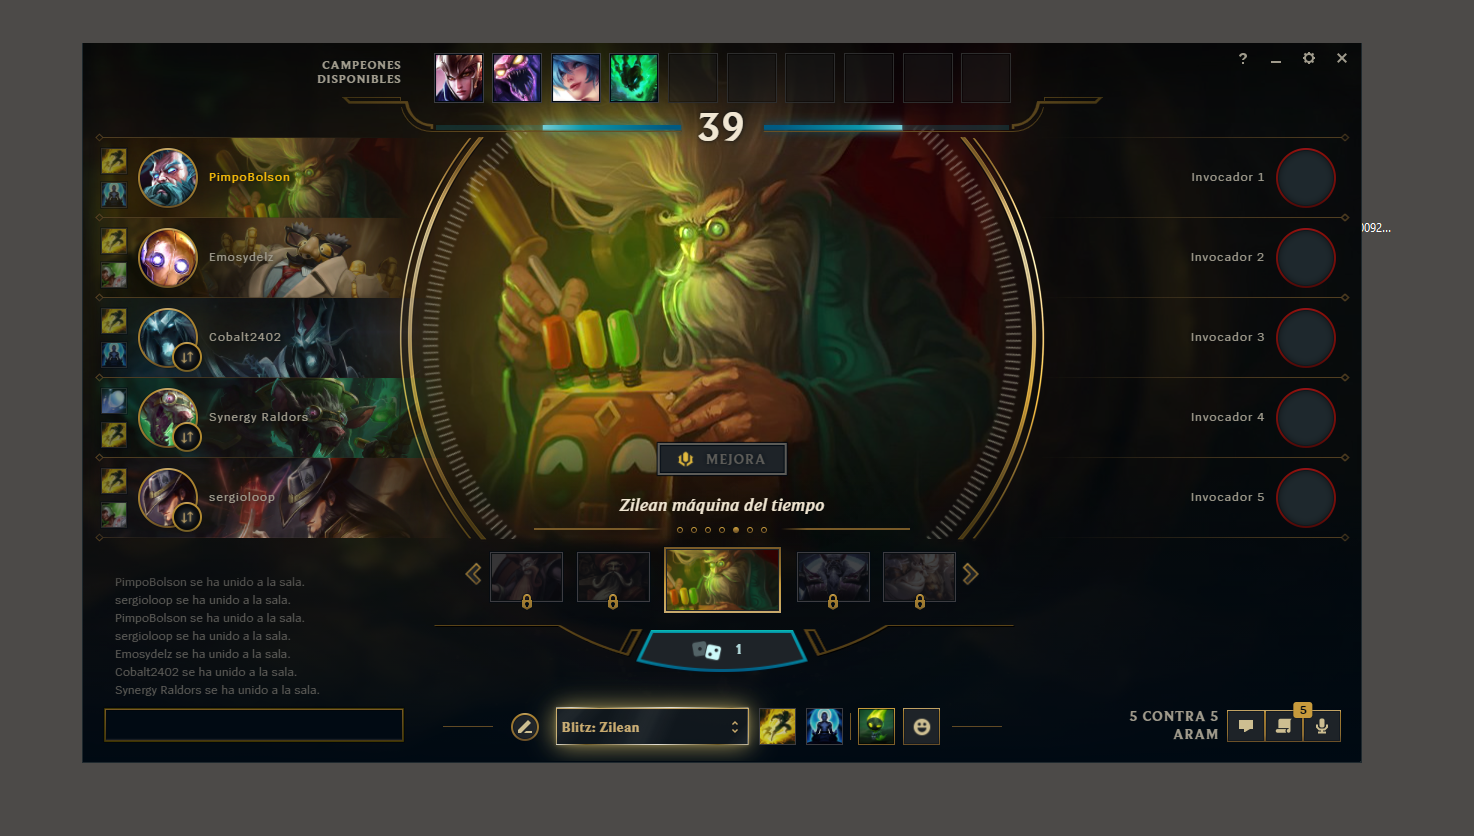 CAMPEONES
DISPONIBLES
?
39
PimpoBolson
Emosydelz
Cobalt2402
Synergy Raldors
sergioloop
Invocador 1
Invocador 2
Invocador 3
Invocador 4
Invocador 5
0092...
MEJORA
Zilean máquina del tiempo
1
PimpoBolson se ha unido a la sala.
sergioloop se ha unido a la sala.
PimpoBolson se ha unido a la sala.
sergioloop se ha unido a la sala.
Emosydelz se ha unido a la sala.
Cobalt2402 se ha unido a la sala.
Synergy Raldors se ha unido a la sala.
Blitz: Zilean
5 CONTRA 5
ARAM
5